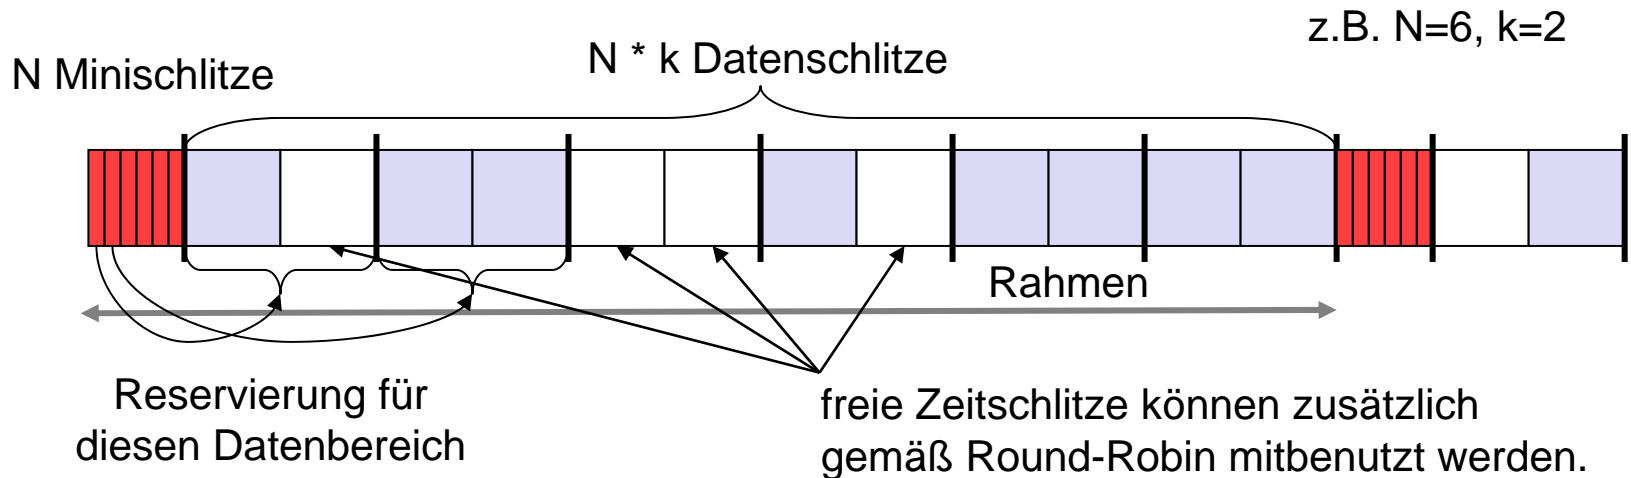 z.B. N=6, k=2
N * k Datenschlitze
N Minischlitze
Rahmen
Reservierung für
diesen Datenbereich
freie Zeitschlitze können zusätzlich
gemäß Round-Robin mitbenutzt werden.